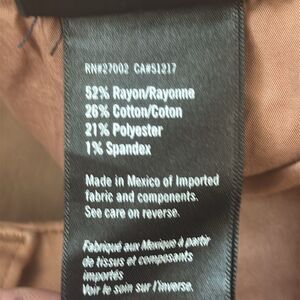 RN#27002 CA#51217
52% Rayon/Rayonne
26% Cotton/Coton
21% Polyester
1% Spandex
Made in Mexico of Imported
fabric and components.
See care on reverse.
Fabriqué aux Mexique à partir
de tissus et composants
importés
Voir le soin sur l'inverse.